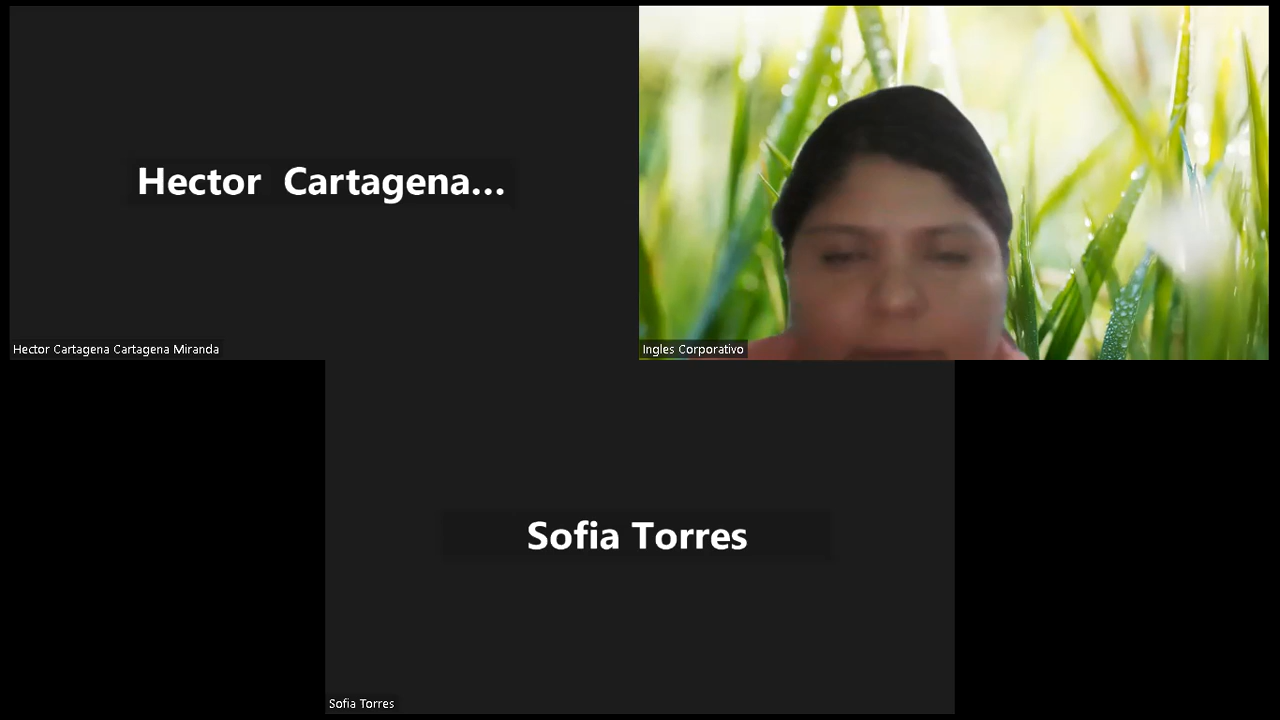 Hector Cartagena...
Hector Cartagena Cartagena Miranda
Ingles Corporativo
Sofia Torres
Sofia Torres